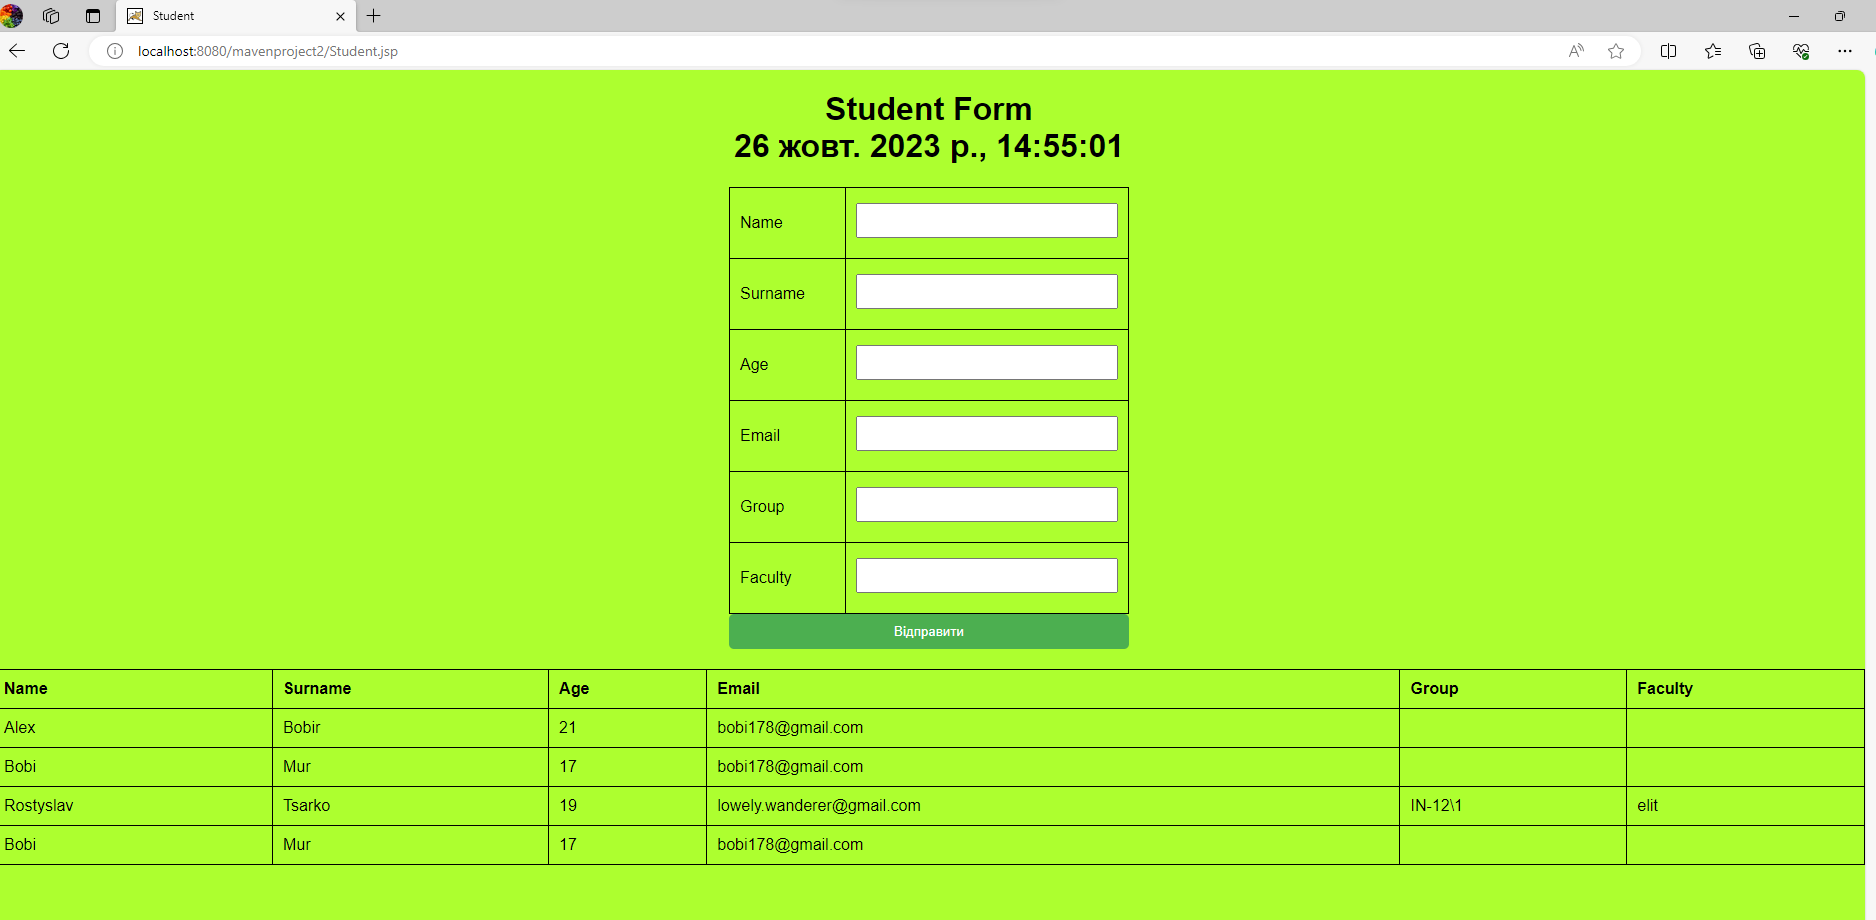 Student
localhost:8080/mavenproject2/Student.jsp
Student Form
26 жовт. 2023 р., 14:55:01
Name
Surname
Age
Email
Group
Faculty
Відправити
Name Surname Age Email Group Faculty
Alex Bobir 21 bobi178@gmail.com
Bobi Mur 17 bobi178@gmail.com
Rostyslav Tsarko 19 lowely.wanderer@gmail.com IN-12\1 elit
Bobi Mur 17 bobi178@gmail.com